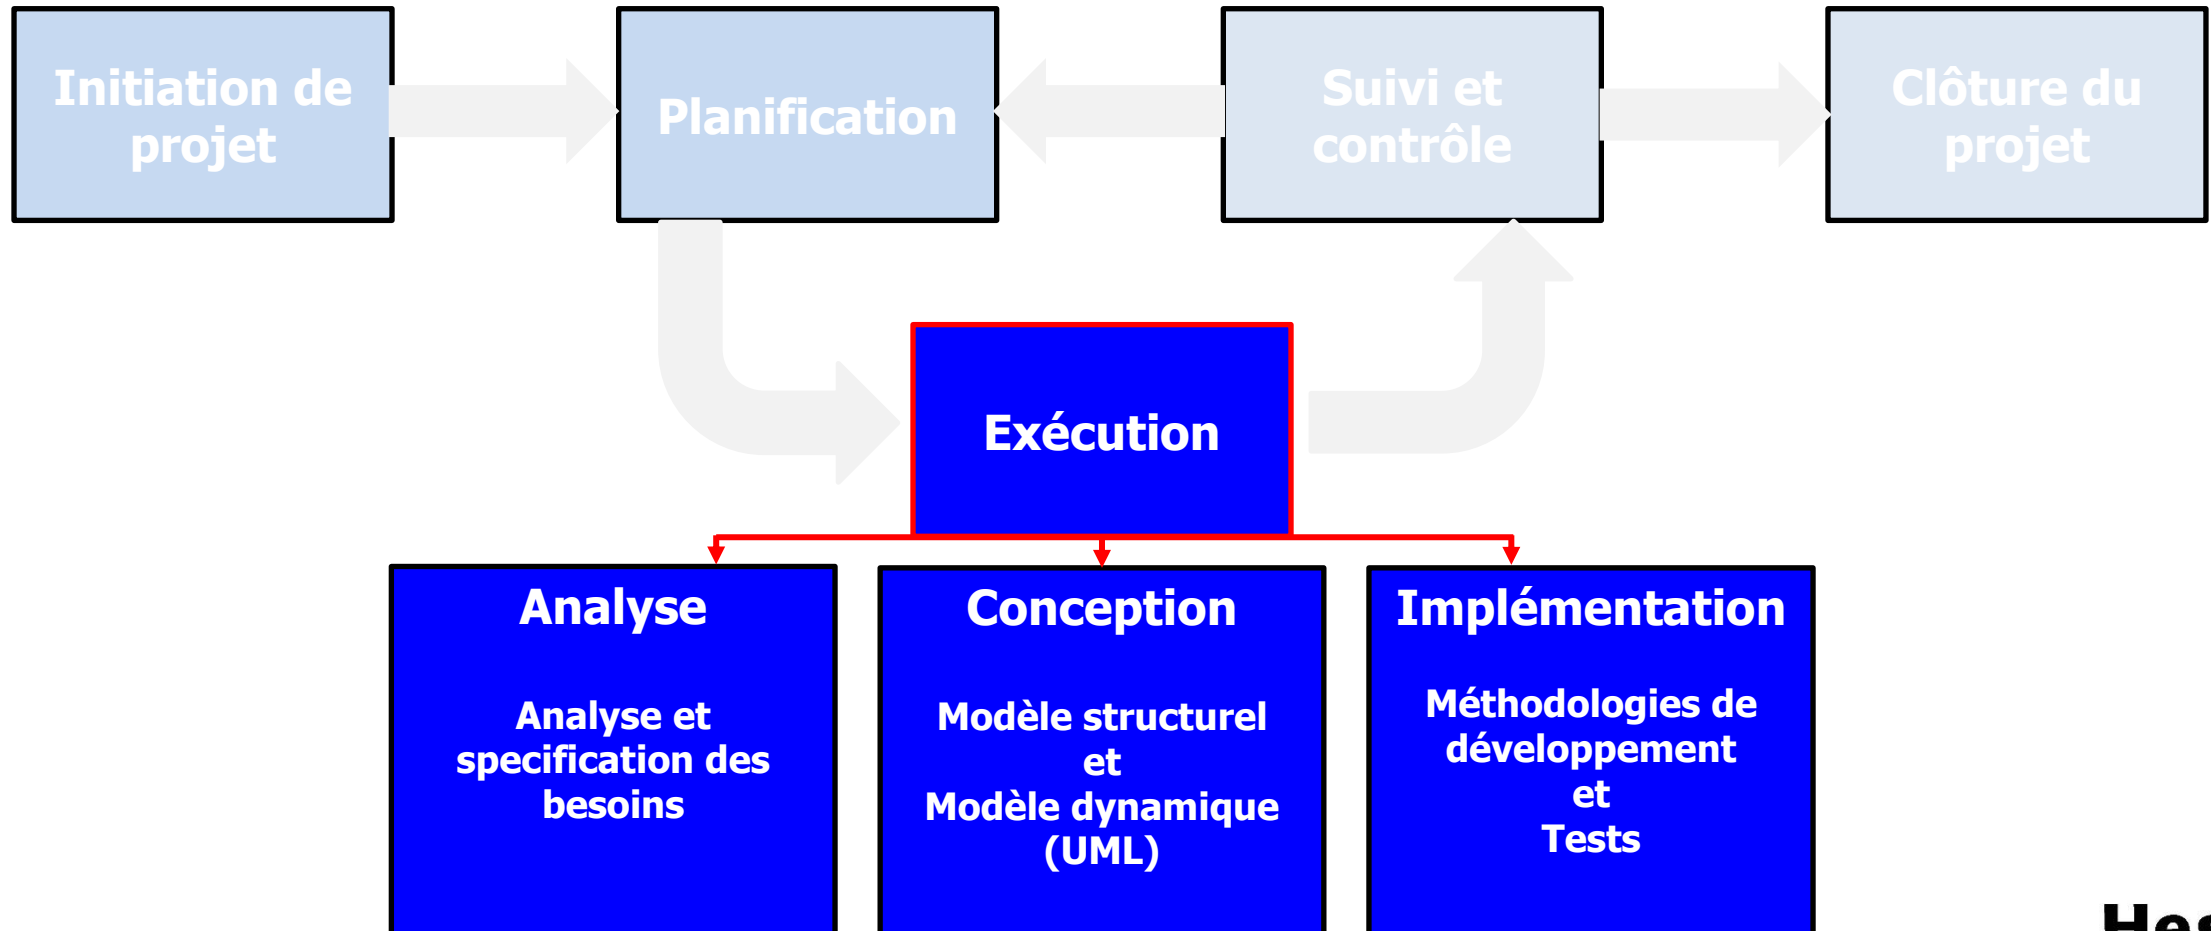 Initiation de
projet
Planification
Suivi et
contrôle
Clôture du
projet
Exécution
Analyse
Analyse et
specification des
besoins
Conception
Modèle structurel
et
Modèle dynamique
(UML)
Implémentation
Méthodologies de
développement
et
Tests